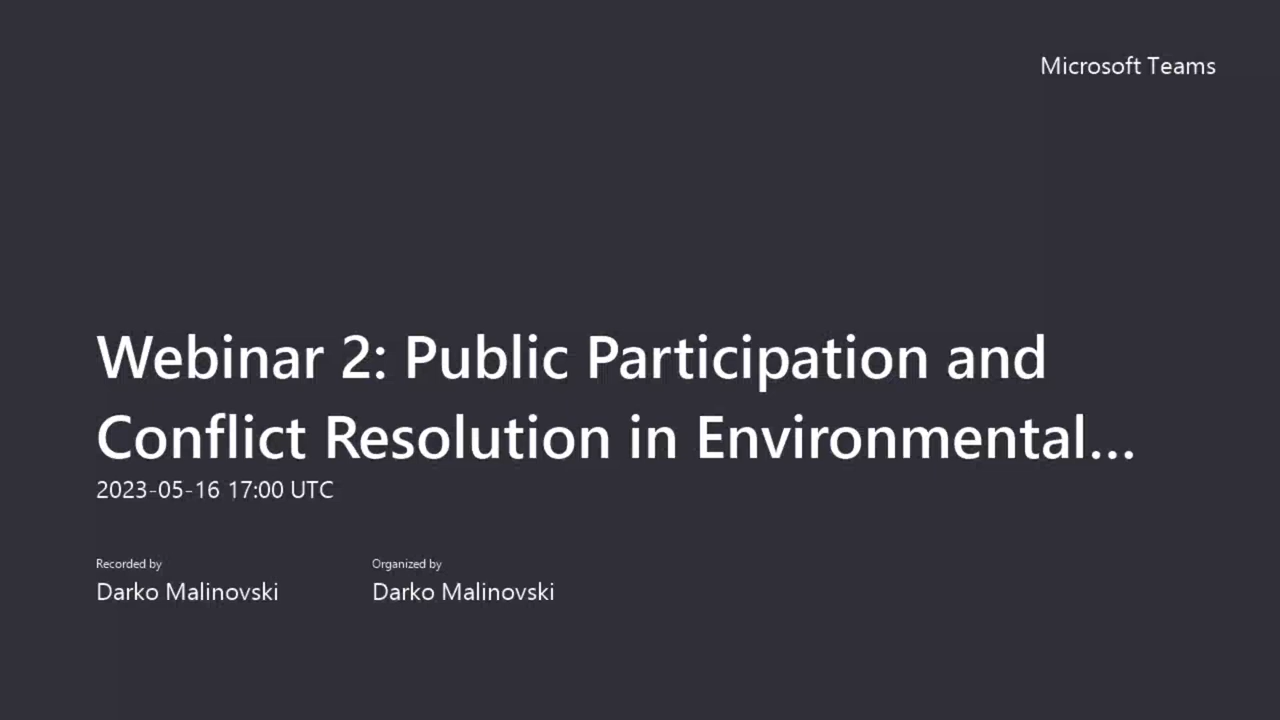 Microsoft Teams
Webinar 2: Public Participation and
Conflict Resolution in Environmental...
2023-05-16 17:00 UTC
Recorded by
Darko Malinovski
Organized by
Darko Malinovski